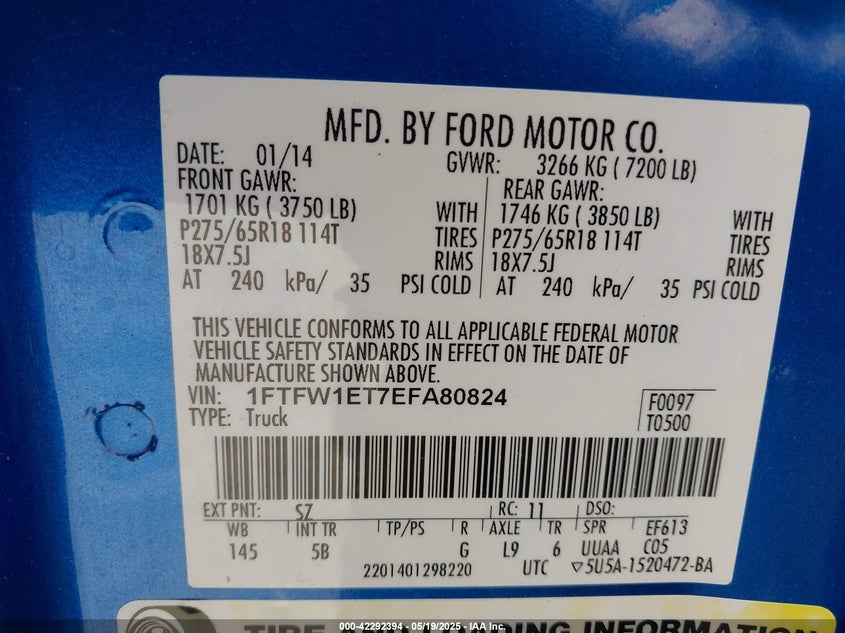 MFD. BY FORD MOTOR CO.
DATE: 01/14 GVWR: 3266 KG ( 7200 LB)
FRONT GAWR: REAR GAWR:
1701 KG ( 3750 LB) WITH 1746 KG ( 3850 LB) WITH
P275/65R18 114T TIRES P275/65R18 114T TIRES
18X7.5J RIMS 18X7.5J RIMS
AT 240 kPa/ 35 PSI COLD AT 240 kPa/ 35 PSI COLD
THIS VEHICLE CONFORMS TO ALL APPLICABLE FEDERAL MOTOR
VEHICLE SAFETY STANDARDS IN EFFECT ON THE DATE OF
MANUFACTURE SHOWN ABOVE.
VIN: 1FTFW1ET7EFA80824 F0097
TYPE: Truck T0500
EXT PNT: SZ RC: 11 DSO:
WB INT TR TP/PS R AXLE TR SPR EF613
145 5B G L9 6 UUAA C05
2201401298220 UTC ▽5U5A-1520472-BA
TIRE AND LOADING INFORMATION
000-42292394 - 05/19/2025 - IAA Inc.